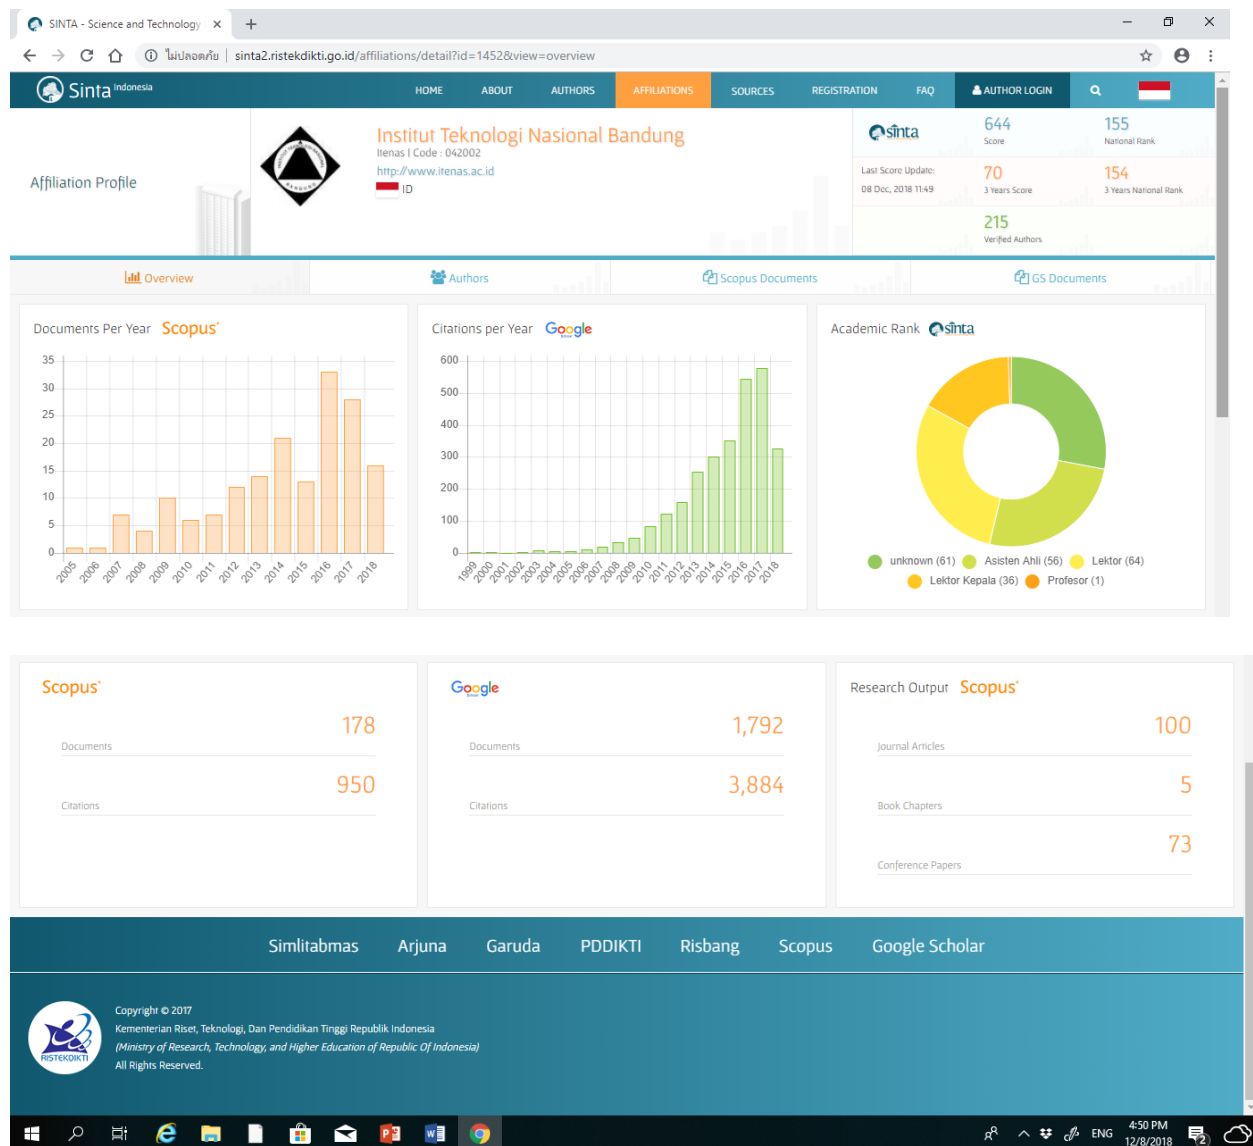 SINTA - Science and Technology
ไม่ปลอดภัย | sinta2.ristekdikti.go.id/affiliations/detail?id=1452&view=overview
Sinta Indonesia
HOME ABOUT AUTHORS AFFILIATIONS SOURCES REGISTRATION FAQ AUTHOR LOGIN
Affiliation Profile
Institut Teknologi Nasional Bandung
Itenas | Code : 042002
http://www.itenas.ac.id
ID
sinta
644
Score
155
National Rank
Last Score Update:
08 Dec, 2018 11:49
70
3 Years Score
154
3 Years National Rank
215
Verified Authors
Overview Authors Scopus Documents GS Documents
Documents Per Year Scopus
35
30
25
20
15
10
5
0
2005 2006 2007 2008 2009 2010 2011 2012 2013 2014 2015 2016 2017 2018
Citations per Year Google
600
500
400
300
200
100
0
1999 2000 2001 2002 2003 2004 2005 2006 2007 2008 2009 2010 2011 2012 2013 2014 2015 2016 2017 2018
Academic Rank sinta
unknown (61) Asisten Ahli (56) Lektor (64)
Lektor Kepala (36) Profesor (1)
Scopus
178
Documents
950
Citations
Google
1,792
Documents
3,884
Citations
Research Output Scopus
100
Journal Articles
5
Book Chapters
73
Conference Papers
Simlitabmas Arjuna Garuda PDDIKTI Risbang Scopus Google Scholar
RISTEKDIKTI
Copyright © 2017
Kementerian Riset, Teknologi, Dan Pendidikan Tinggi Republik Indonesia
(Ministry of Research, Technology, and Higher Education of Republic Of Indonesia)
All Rights Reserved.
ENG
4:50 PM
12/8/2018